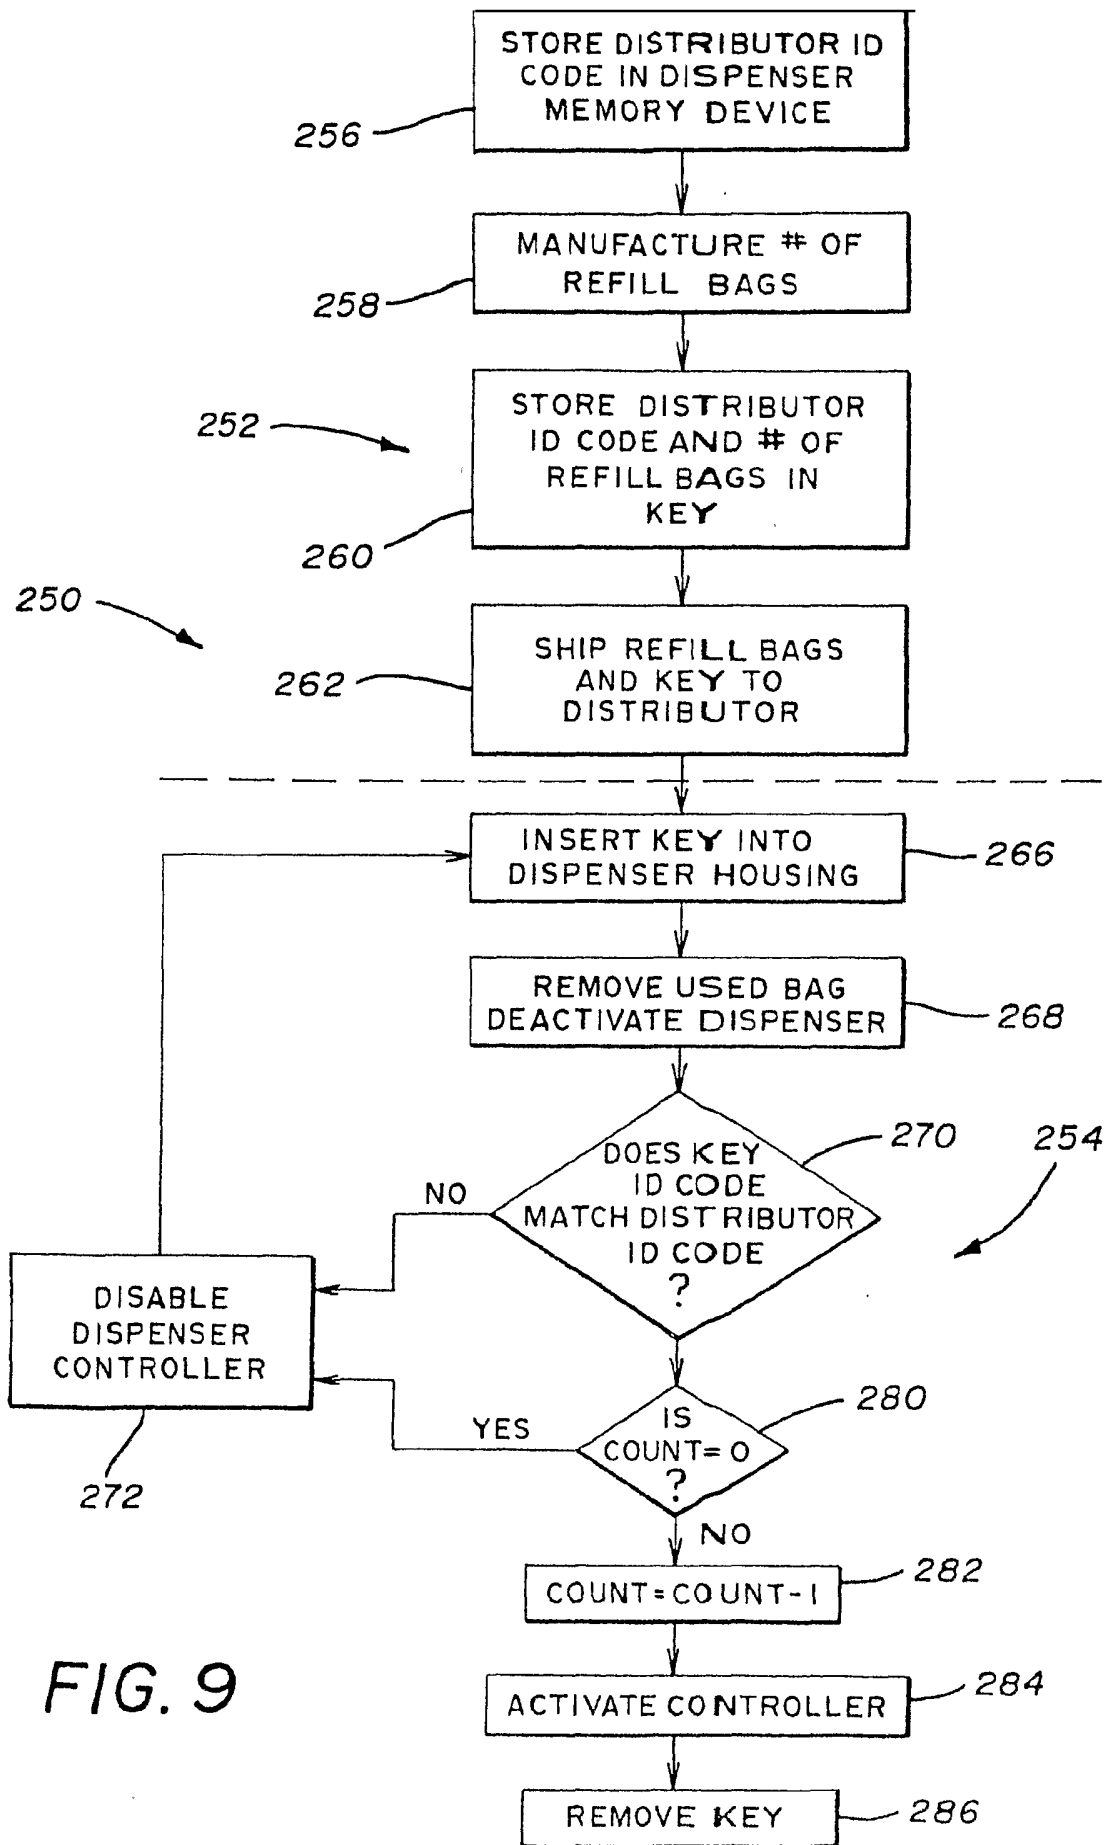 STORE DISTRIBUTOR ID
CODE IN DISPENSER
MEMORY DEVICE
256
MANUFACTURE # OF
REFILL BAGS
258
STORE DISTRIBUTOR
ID CODE AND # OF
REFILL BAGS IN
KEY
252
260
250
SHIP REFILL BAGS
AND KEY TO
DISTRIBUTOR
262
INSERT KEY INTO
DISPENSER HOUSING
266
REMOVE USED BAG
DEACTIVATE DISPENSER
268
DOES KEY
ID CODE
MATCH DISTRIBUTOR
ID CODE
?
270
254
NO
DISABLE
DISPENSER
CONTROLLER
272
IS
COUNT=0
?
280
YES
NO
COUNT=COUNT-1
282
ACTIVATE CONTROLLER
284
REMOVE KEY
286
FIG. 9